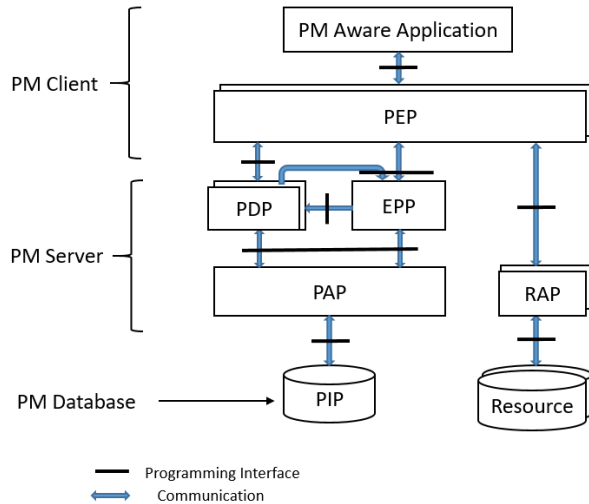 PM Aware Application
PM Client
PEP
PDP
EPP
PM Server
PAP
RAP
PM Database
PIP
Resource
Programming Interface
Communication